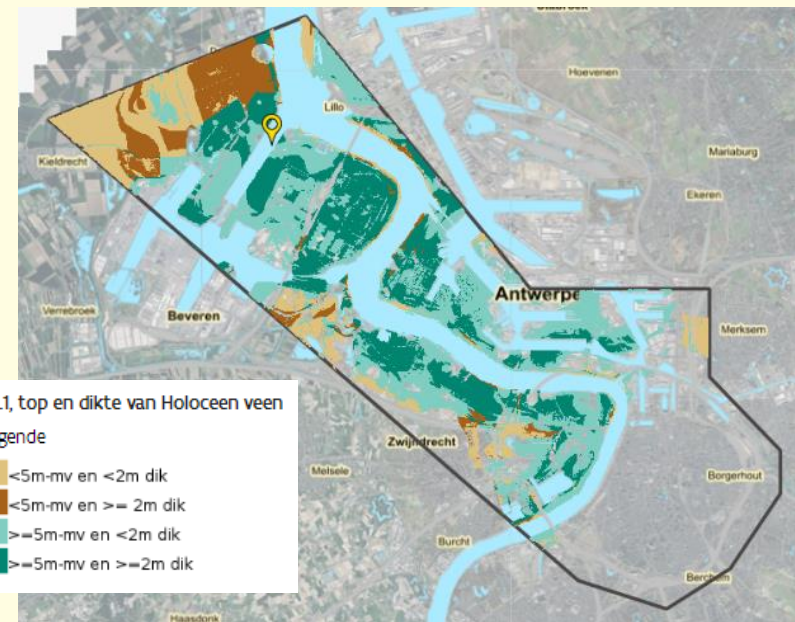 Hoevenen
Lillo
Mariaburg
Kieldrecht
Ekeren
Antwerpe
Verrebroek
Beveren
Merksem
1, top en dikte van Holoceen veen
gende
<5m-mv en <2m dik
<5m-mv en >= 2m dik
>=5m-mv en <2m dik
>=5m-mv en >=2m dik
Zwijndrecht
Melsele
Borgerhout
Burcht
Berchem
Haasdonk